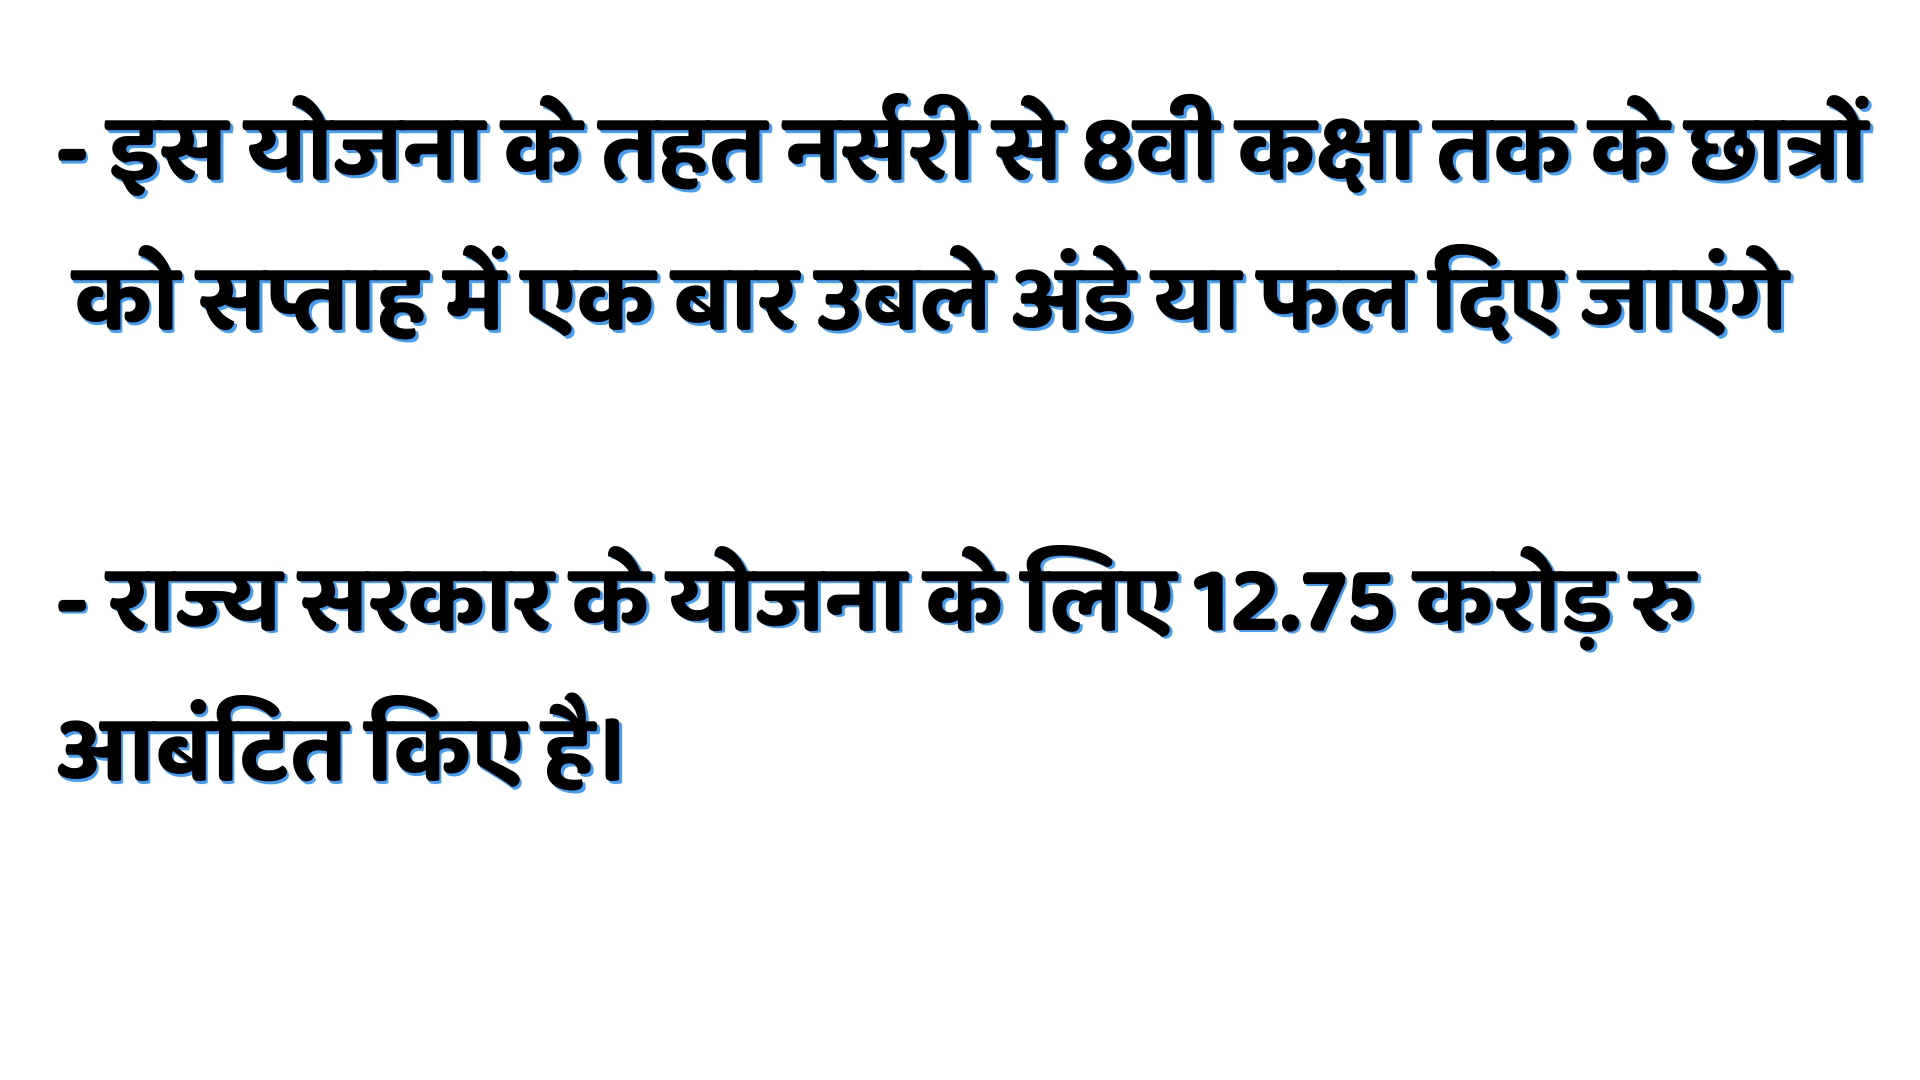 - इस योजना के तहत नर्सरी से 8वी कक्षा तक के छात्रों
को सप्ताह में एक बार उबले अंडे या फल दिए जाएंगे
- राज्य सरकार के योजना के लिए 12.75 करोड़ रु
आबंटित किए है।